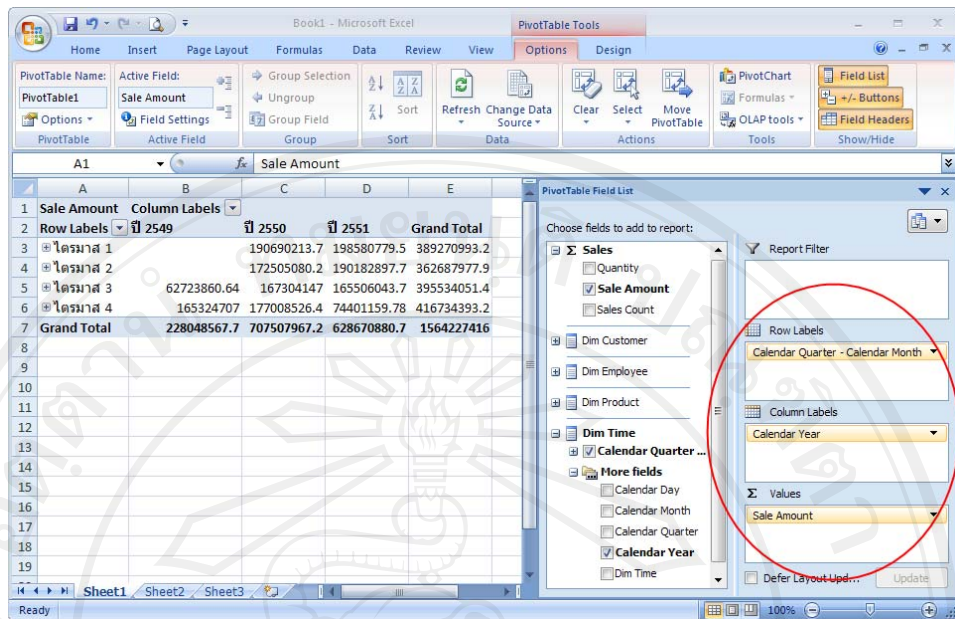 Book1 - Microsoft Excel
PivotTable Tools
Home Insert Page Layout Formulas Data Review View Options Design
PivotTable Name: Active Field: Group Selection
PivotTable1 Sale Amount Ungroup Sort Refresh Change Data Source Clear Select Move PivotTable PivotChart Formulas OLAP tools Field List +/- Buttons Field Headers
Options Field Settings Group Field
PivotTable Active Field Group Sort Data Actions Tools Show/Hide
A1 fx Sale Amount
A B C D E
PivotTable Field List
1 Sale Amount Column Labels
2 Row Labels ปี 2549 ปี 2550 ปี 2551 Grand Total
3 ไตรมาส 1 190690213.7 198580779.5 389270993.2
4 ไตรมาส 2 172505080.2 190182897.7 362687977.9
5 ไตรมาส 3 62723860.64 167304147 165506043.7 395534051.4
6 ไตรมาส 4 165324707 177008526.4 74401159.78 416734393.2
7 Grand Total 228048567.7 707507967.2 628670880.7 1564227416
8
9
10
11
12
13
14
15
16
17
18
19
Choose fields to add to report:
Σ Sales
Quantity
Sale Amount
Sales Count
Dim Customer
Dim Employee
Dim Product
Dim Time
Calendar Quarter ...
More fields
Calendar Day
Calendar Month
Calendar Quarter
Calendar Year
Dim Time
Report Filter
Row Labels
Calendar Quarter - Calendar Month
Column Labels
Calendar Year
Σ Values
Sale Amount
Defer Layout Upd... Update
Sheet1 Sheet2 Sheet3
Ready 100%